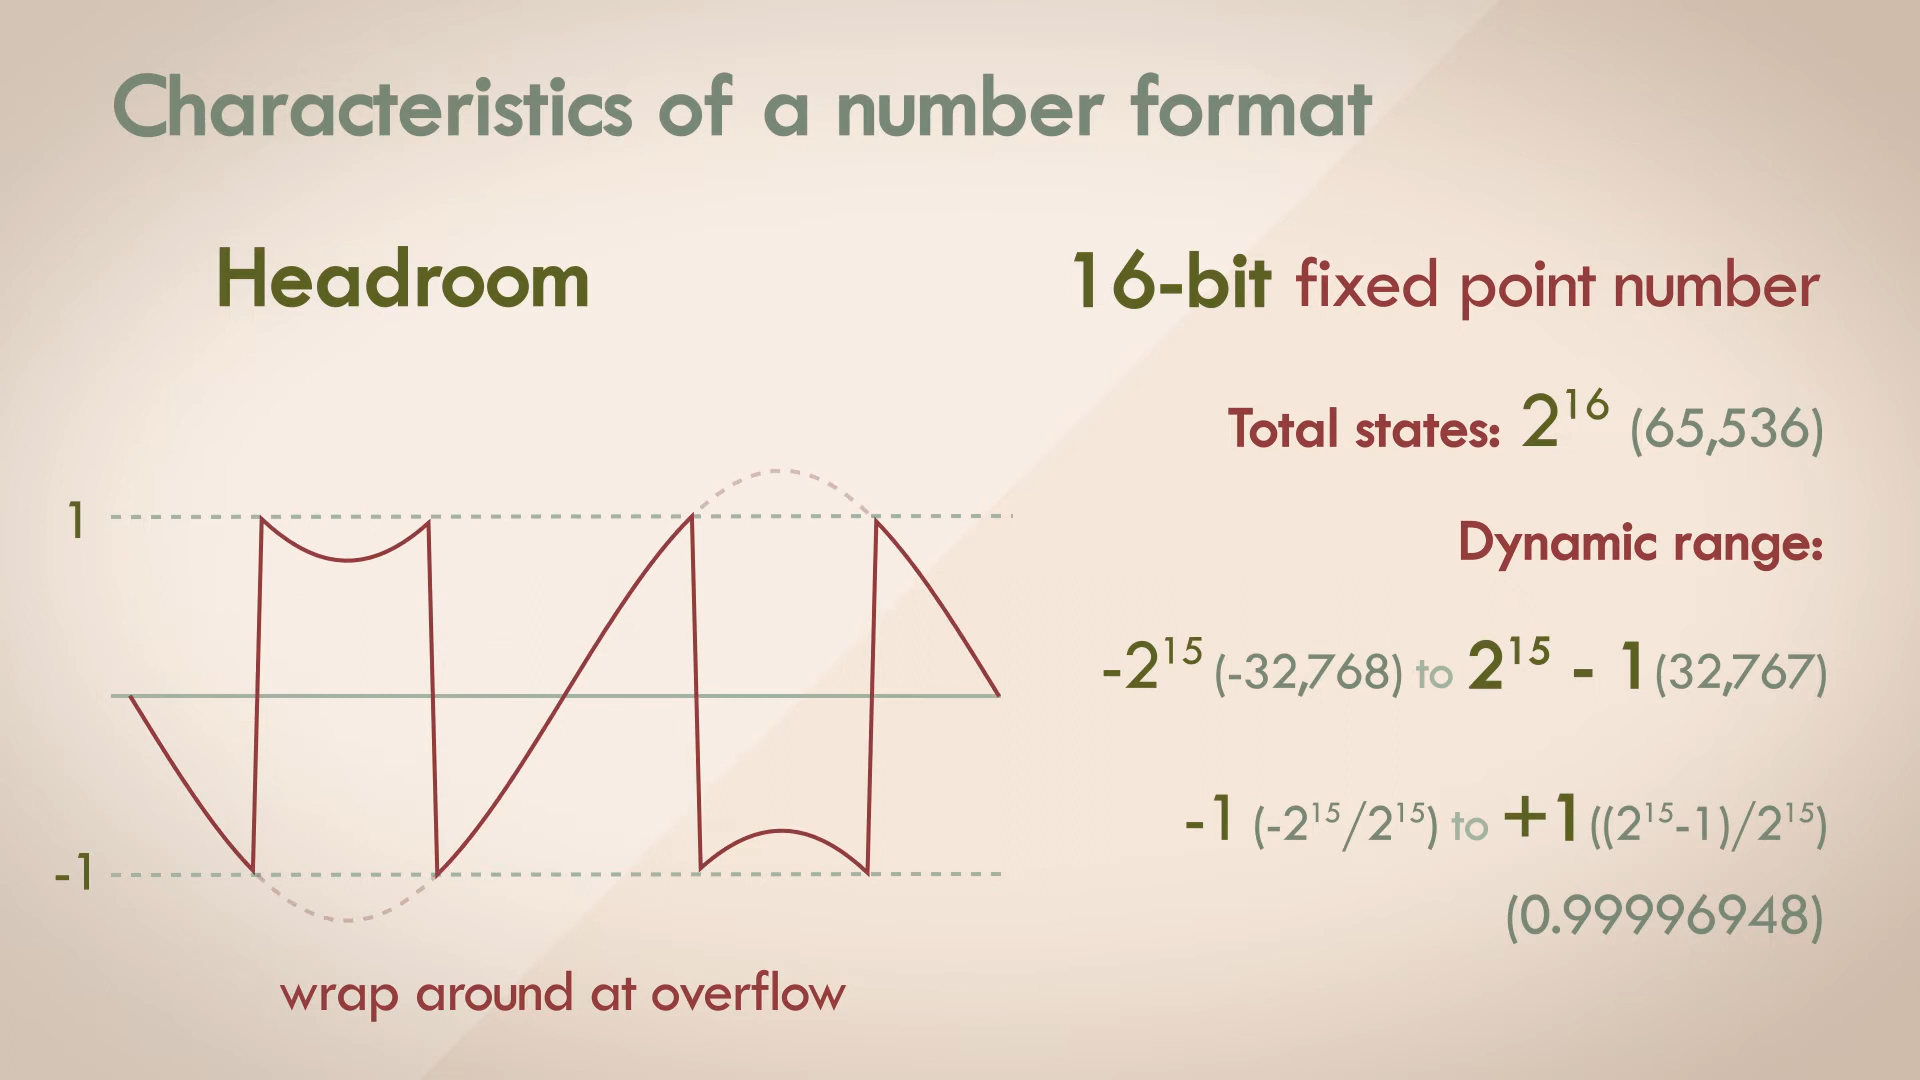 Characteristics of a number format
Headroom
1
-1
wrap around at overflow
16-bit fixed point number
Total states: 2¹⁶ (65,536)
Dynamic range:
-2¹⁵ (-32,768) to 2¹⁵ - 1 (32,767)
-1 (-2¹⁵/2¹⁵) to +1 ((2¹⁵-1)/2¹⁵)
(0.99996948)